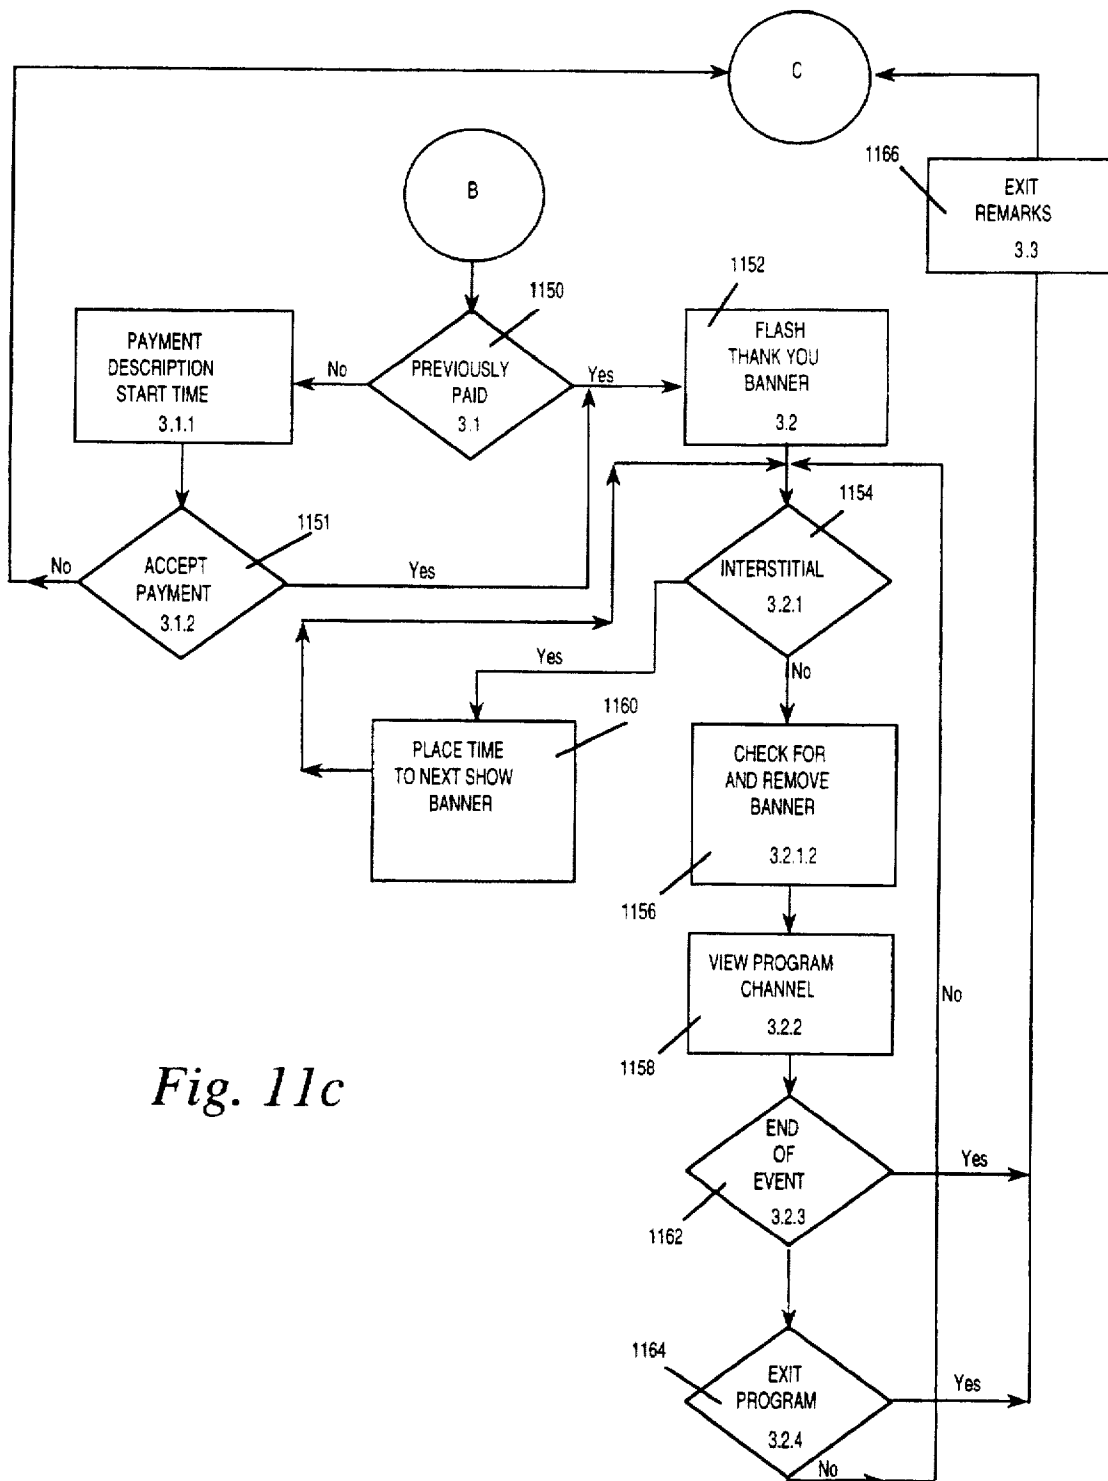 C
1166
EXIT
REMARKS
3.3
B
1150
1152
PAYMENT
DESCRIPTION
START TIME
3.1.1
No
PREVIOUSLY
PAID
3.1
Yes
FLASH
THANK YOU
BANNER
3.2
1151
1154
No
ACCEPT
PAYMENT
3.1.2
Yes
INTERSTITIAL
3.2.1
Yes
No
1160
PLACE TIME
TO NEXT SHOW
BANNER
CHECK FOR
AND REMOVE
BANNER
3.2.1.2
1156
VIEW PROGRAM
CHANNEL
3.2.2
No
1158
Fig. 11c
END
OF
EVENT
3.2.3
Yes
1162
1164
EXIT
PROGRAM
3.2.4
Yes
No